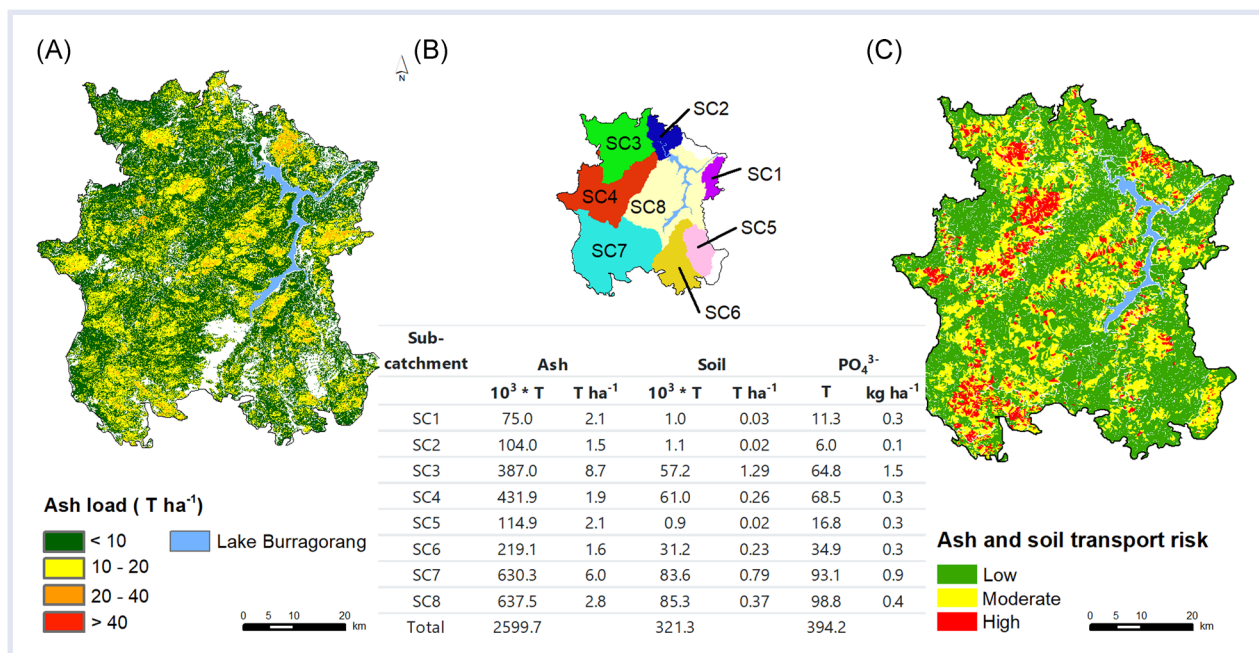 (A)
N
Ash load ( T ha⁻¹)
< 10
10 - 20
20 - 40
> 40
Lake Burragorang
0 10 20
km
(B)
SC2
SC3
SC1
SC4
SC8
SC5
SC7
SC6
Sub-
catchment Ash Soil PO₄³⁻
10³ * T T ha⁻¹ 10³ * T T ha⁻¹ T kg ha⁻¹
SC1 75.0 2.1 1.0 0.03 11.3 0.3
SC2 104.0 1.5 1.1 0.02 6.0 0.1
SC3 387.0 8.7 57.2 1.29 64.8 1.5
SC4 431.9 1.9 61.0 0.26 68.5 0.3
SC5 114.9 2.1 0.9 0.02 16.8 0.3
SC6 219.1 1.6 31.2 0.23 34.9 0.3
SC7 630.3 6.0 83.6 0.79 93.1 0.9
SC8 637.5 2.8 85.3 0.37 98.8 0.4
Total 2599.7 321.3 394.2
(C)
Ash and soil transport risk
Low
Moderate
High
0 10 20
km